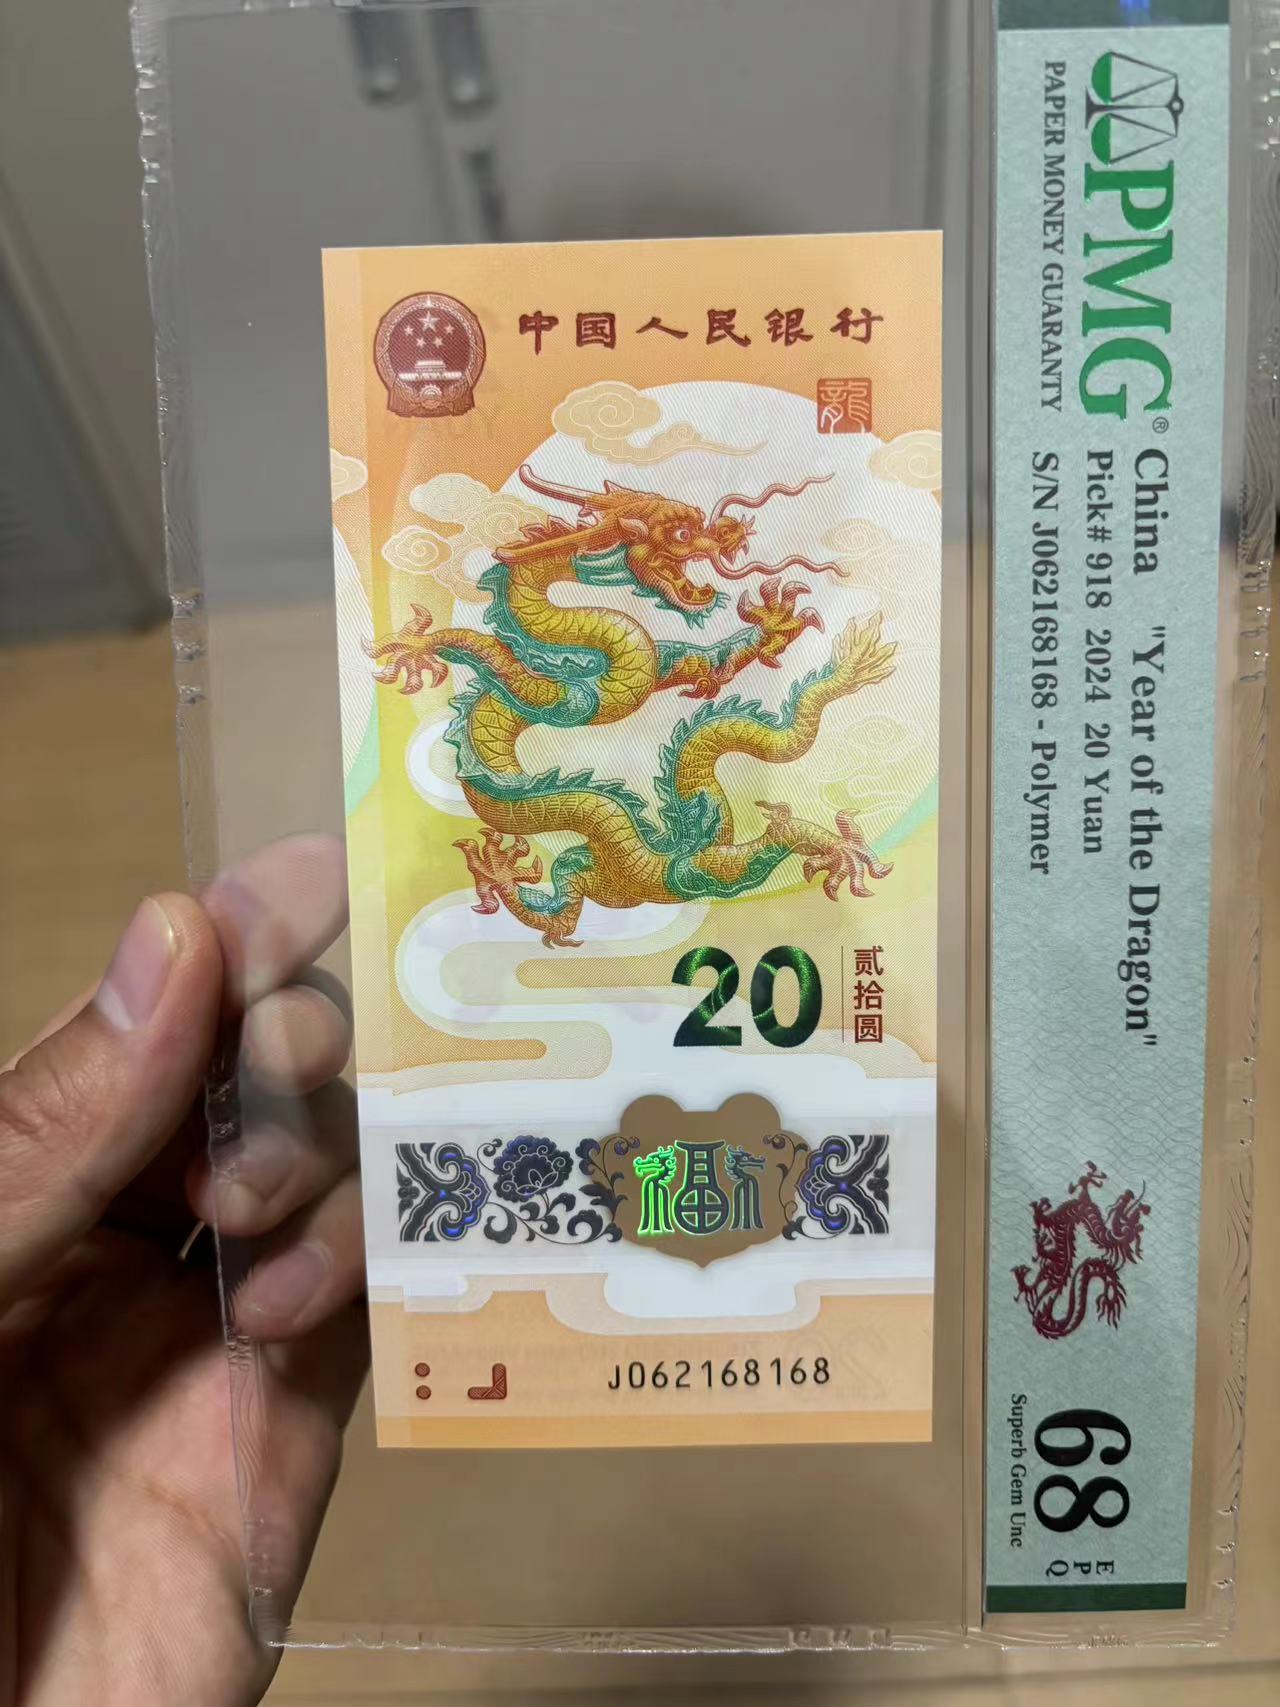 中国人民银行
龍
20
贰拾圆
福
J062168168
PMG®
PAPER MONEY GUARANTY
China "Year of the Dragon"
Pick# 918 2024 20 Yuan
S/N J062168168 - Polymer
68 EPQ
Superb Gem Unc